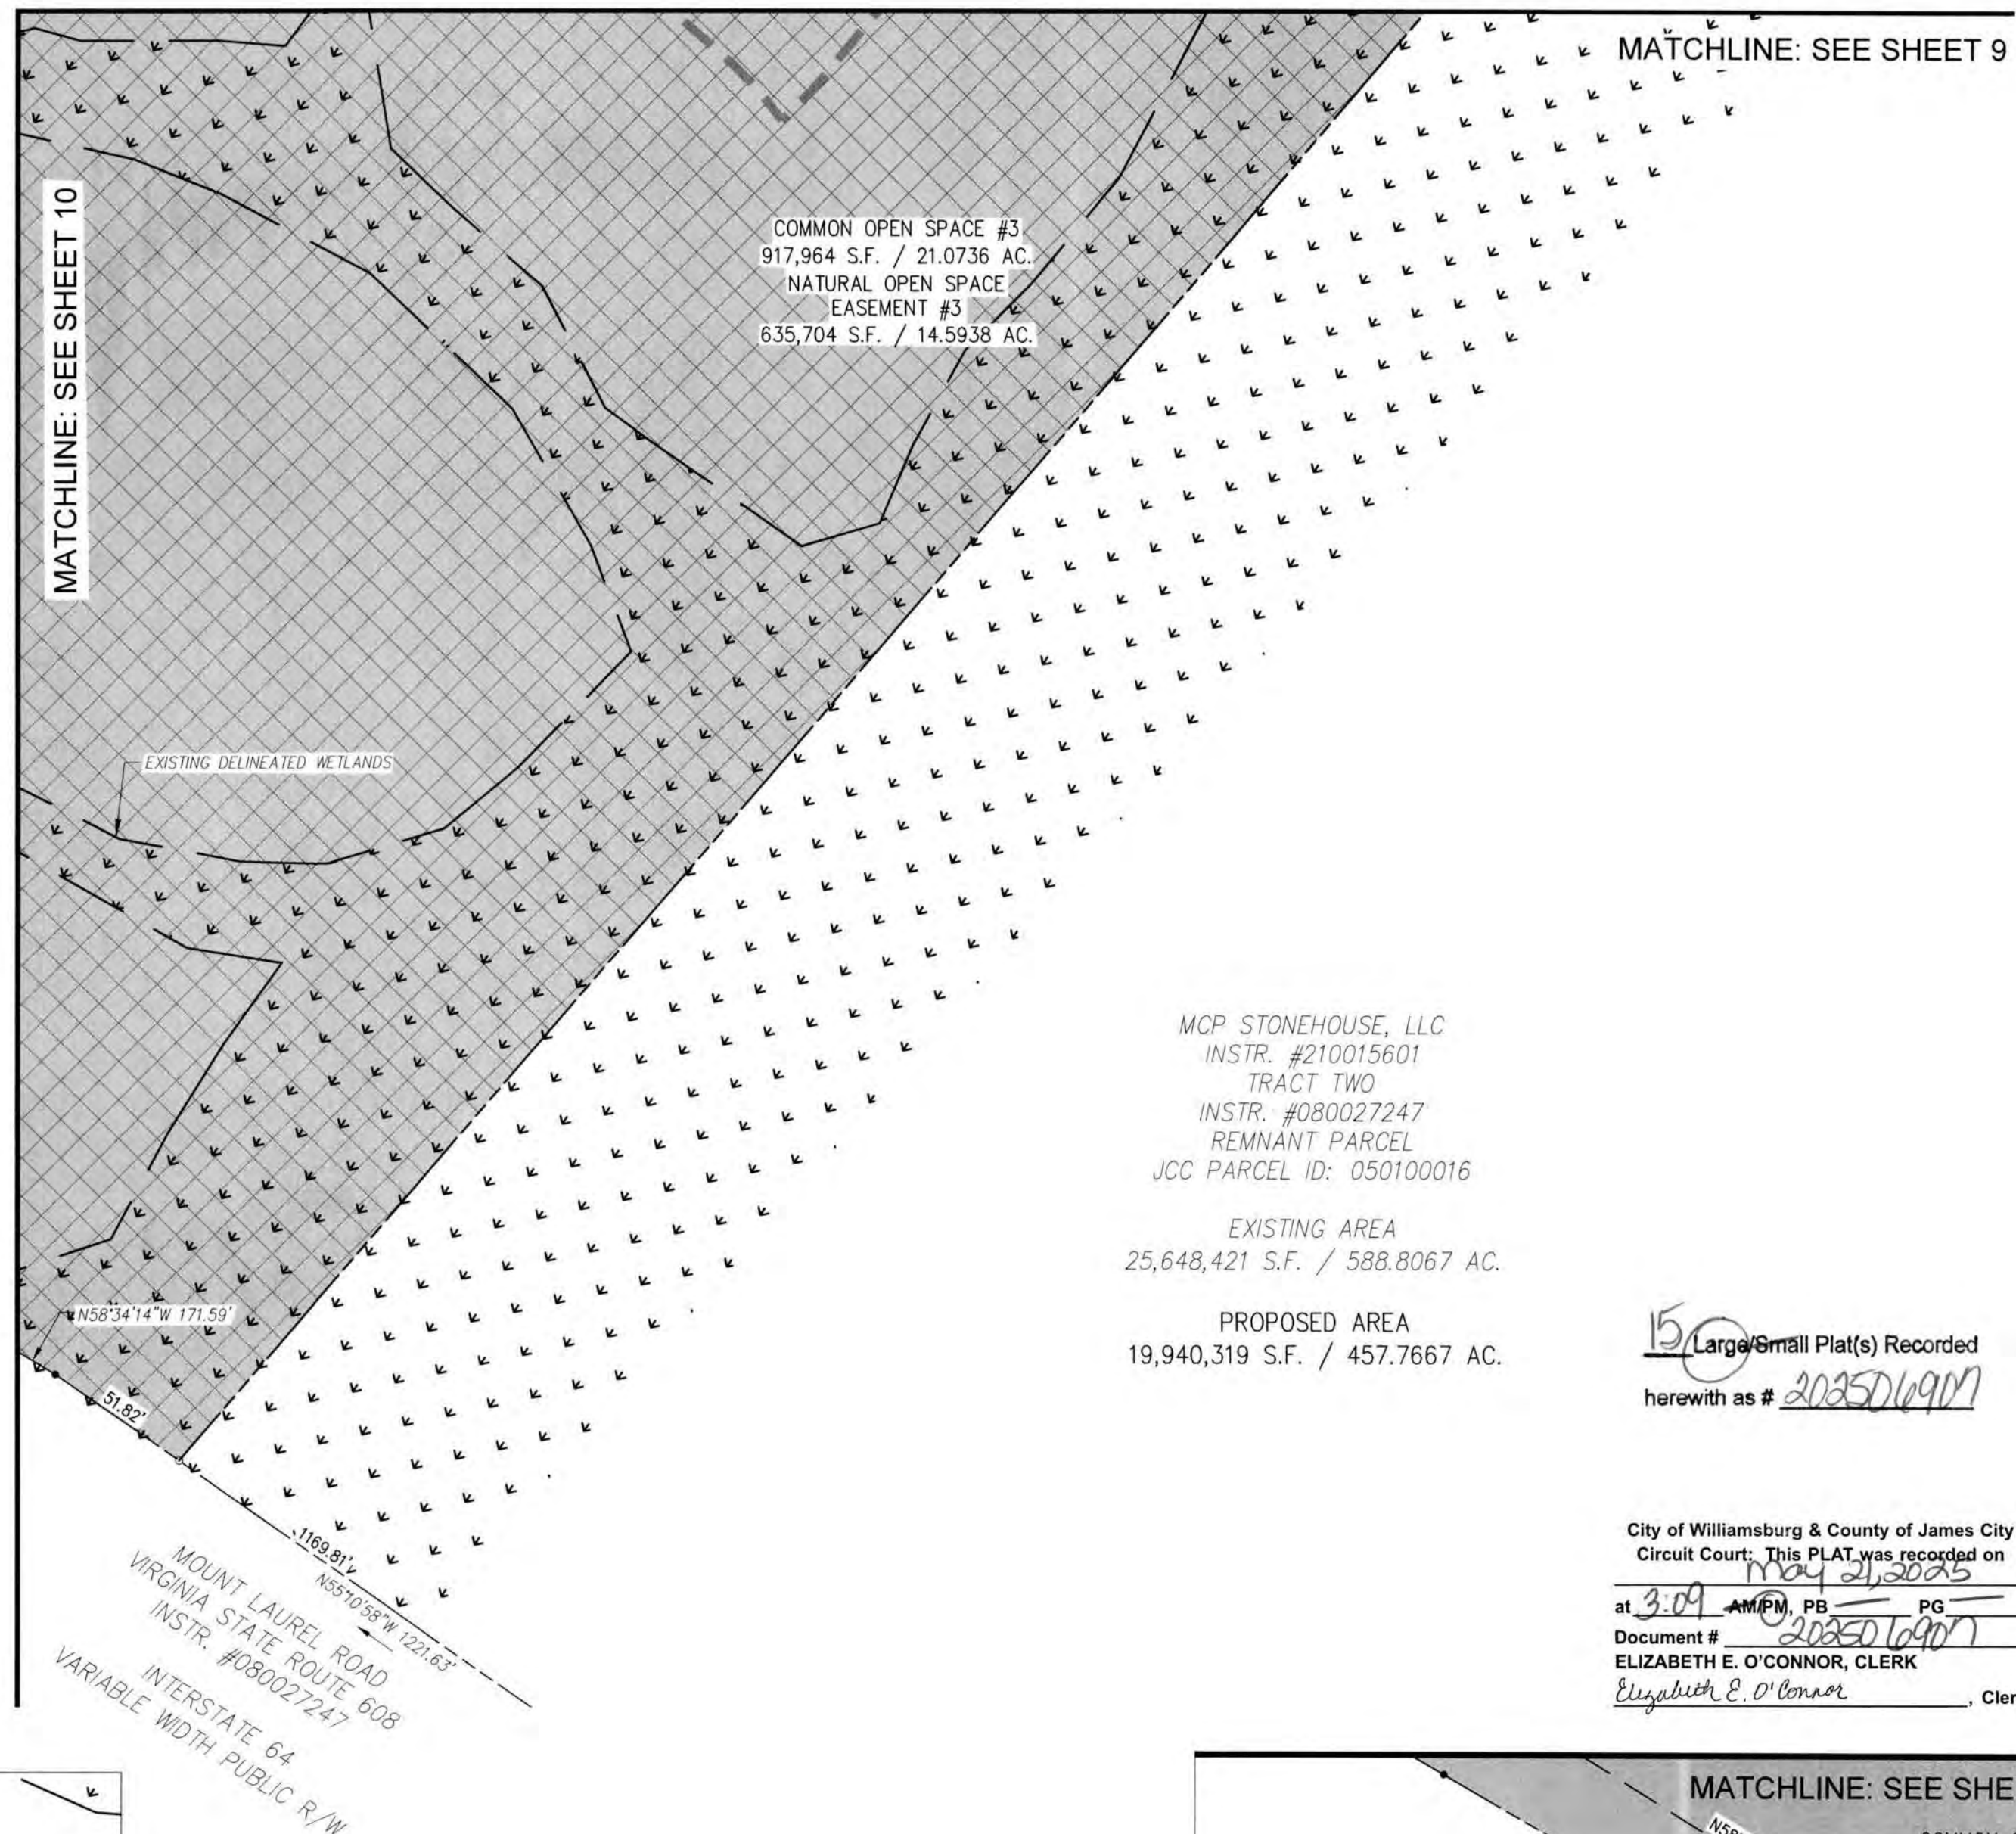 MATCHLINE: SEE SHEET 9
MATCHLINE: SEE SHEET 10
COMMON OPEN SPACE #3
917,964 S.F. / 21.0736 AC.
NATURAL OPEN SPACE
EASEMENT #3
635,704 S.F. / 14.5938 AC.
EXISTING DELINEATED WETLANDS
MCP STONEHOUSE, LLC
INSTR. #210015601
TRACT TWO
INSTR. #080027247
REMNANT PARCEL
JCC PARCEL ID: 050100016
EXISTING AREA
25,648,421 S.F. / 588.8067 AC.
PROPOSED AREA
19,940,319 S.F. / 457.7667 AC.
N58°34'14"W 171.59'
51.82'
1169.81'
N55°10'58"W 1221.63'
MOUNT LAUREL ROAD
VIRGINIA STATE ROUTE 608
INSTR. #080027247
INTERSTATE 64
VARIABLE WIDTH PUBLIC R/W
15 Large/Small Plat(s) Recorded
herewith as # 202506907
City of Williamsburg & County of James City
Circuit Court: This PLAT was recorded on
May 21, 2025
at 3:09 AM/PM, PB — PG —
Document # 202506907
ELIZABETH E. O'CONNOR, CLERK
Elizabeth E. O'Connor, Cler
MATCHLINE: SEE SHE